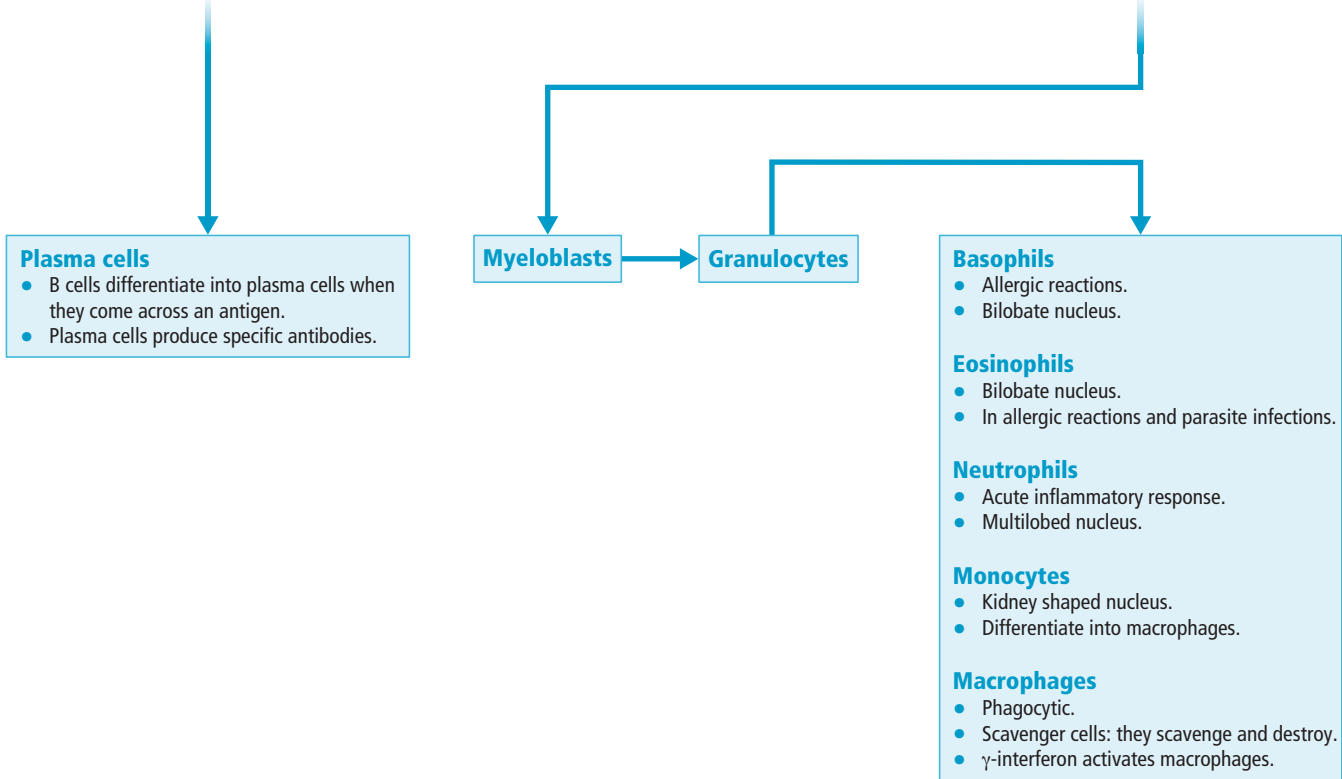 Plasma cells
• B cells differentiate into plasma cells when
they come across an antigen.
• Plasma cells produce specific antibodies.
Myeloblasts
Granulocytes
Basophils
• Allergic reactions.
• Bilobate nucleus.
Eosinophils
• Bilobate nucleus.
• In allergic reactions and parasite infections.
Neutrophils
• Acute inflammatory response.
• Multilobed nucleus.
Monocytes
• Kidney shaped nucleus.
• Differentiate into macrophages.
Macrophages
• Phagocytic.
• Scavenger cells: they scavenge and destroy.
• γ-interferon activates macrophages.